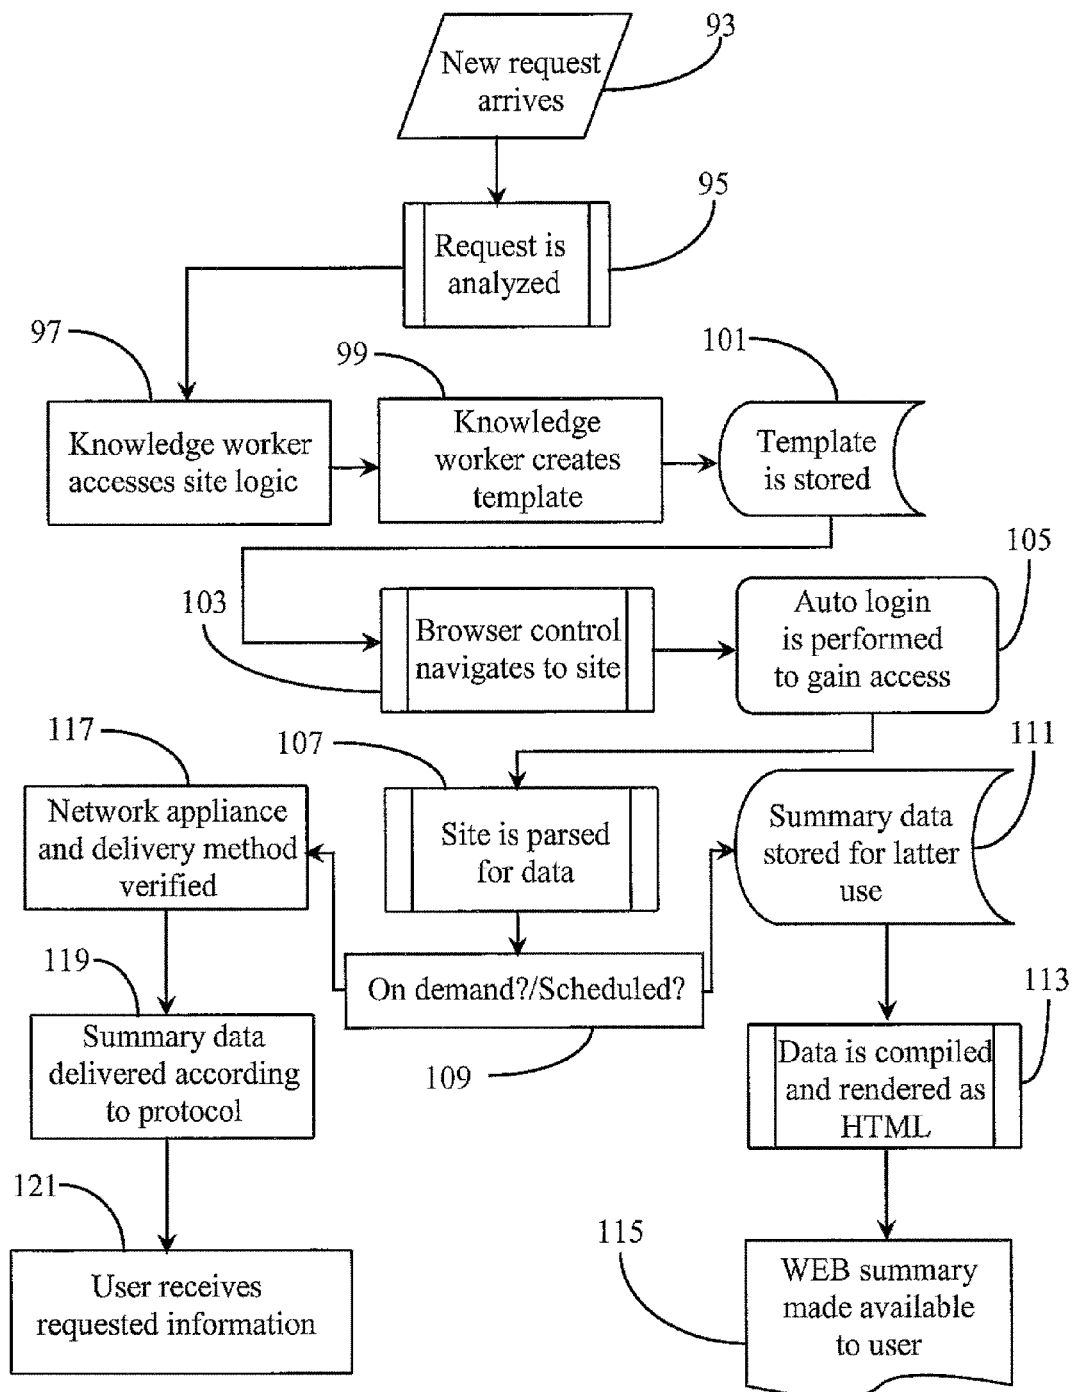 93
New request
arrives
95
Request is
analyzed
97
Knowledge worker
accesses site logic
99
Knowledge
worker creates
template
101
Template
is stored
103
Browser control
navigates to site
105
Auto login
is performed
to gain access
107
Site is parsed
for data
109
On demand?/Scheduled?
111
Summary data
stored for latter
use
113
Data is compiled
and rendered as
HTML
115
WEB summary
made available
to user
117
Network appliance
and delivery method
verified
119
Summary data
delivered according
to protocol
121
User receives
requested information